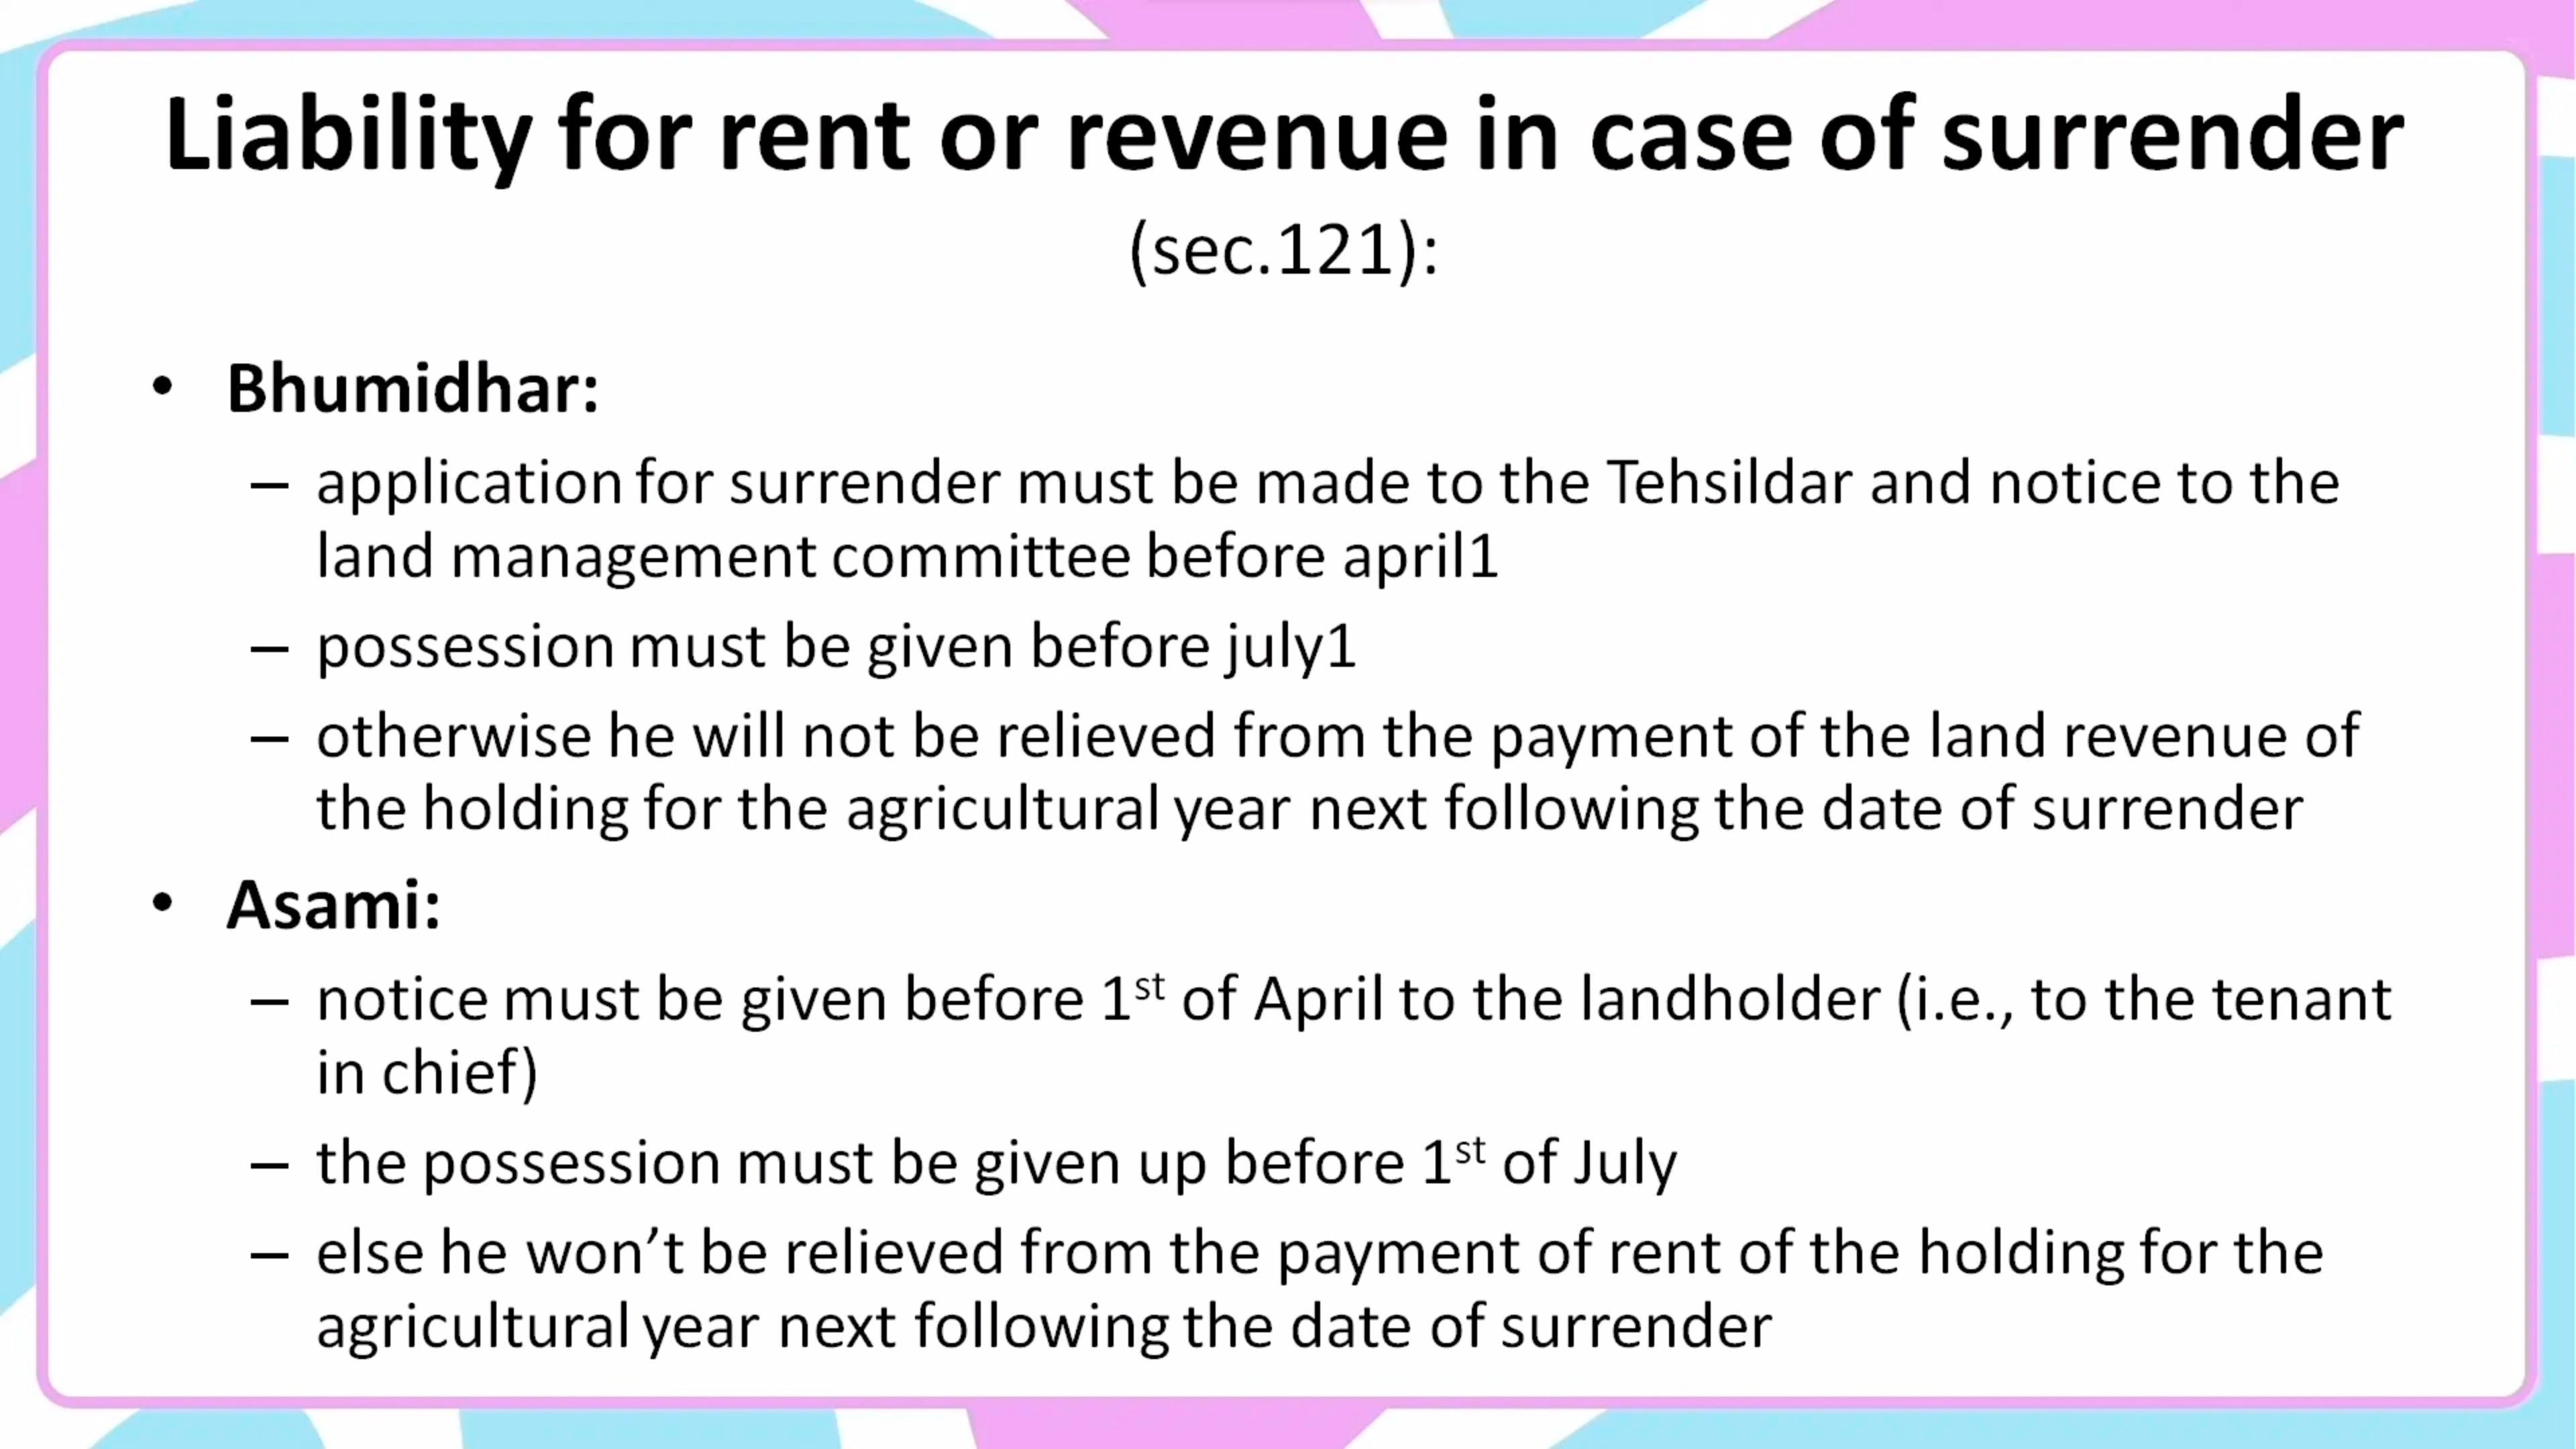 Liability for rent or revenue in case of surrender
(sec.121):
• Bhumidhar:
– application for surrender must be made to the Tehsildar and notice to the
land management committee before april1
– possession must be given before july1
– otherwise he will not be relieved from the payment of the land revenue of
the holding for the agricultural year next following the date of surrender
• Asami:
– notice must be given before 1st of April to the landholder (i.e., to the tenant
in chief)
– the possession must be given up before 1st of July
– else he won’t be relieved from the payment of rent of the holding for the
agricultural year next following the date of surrender